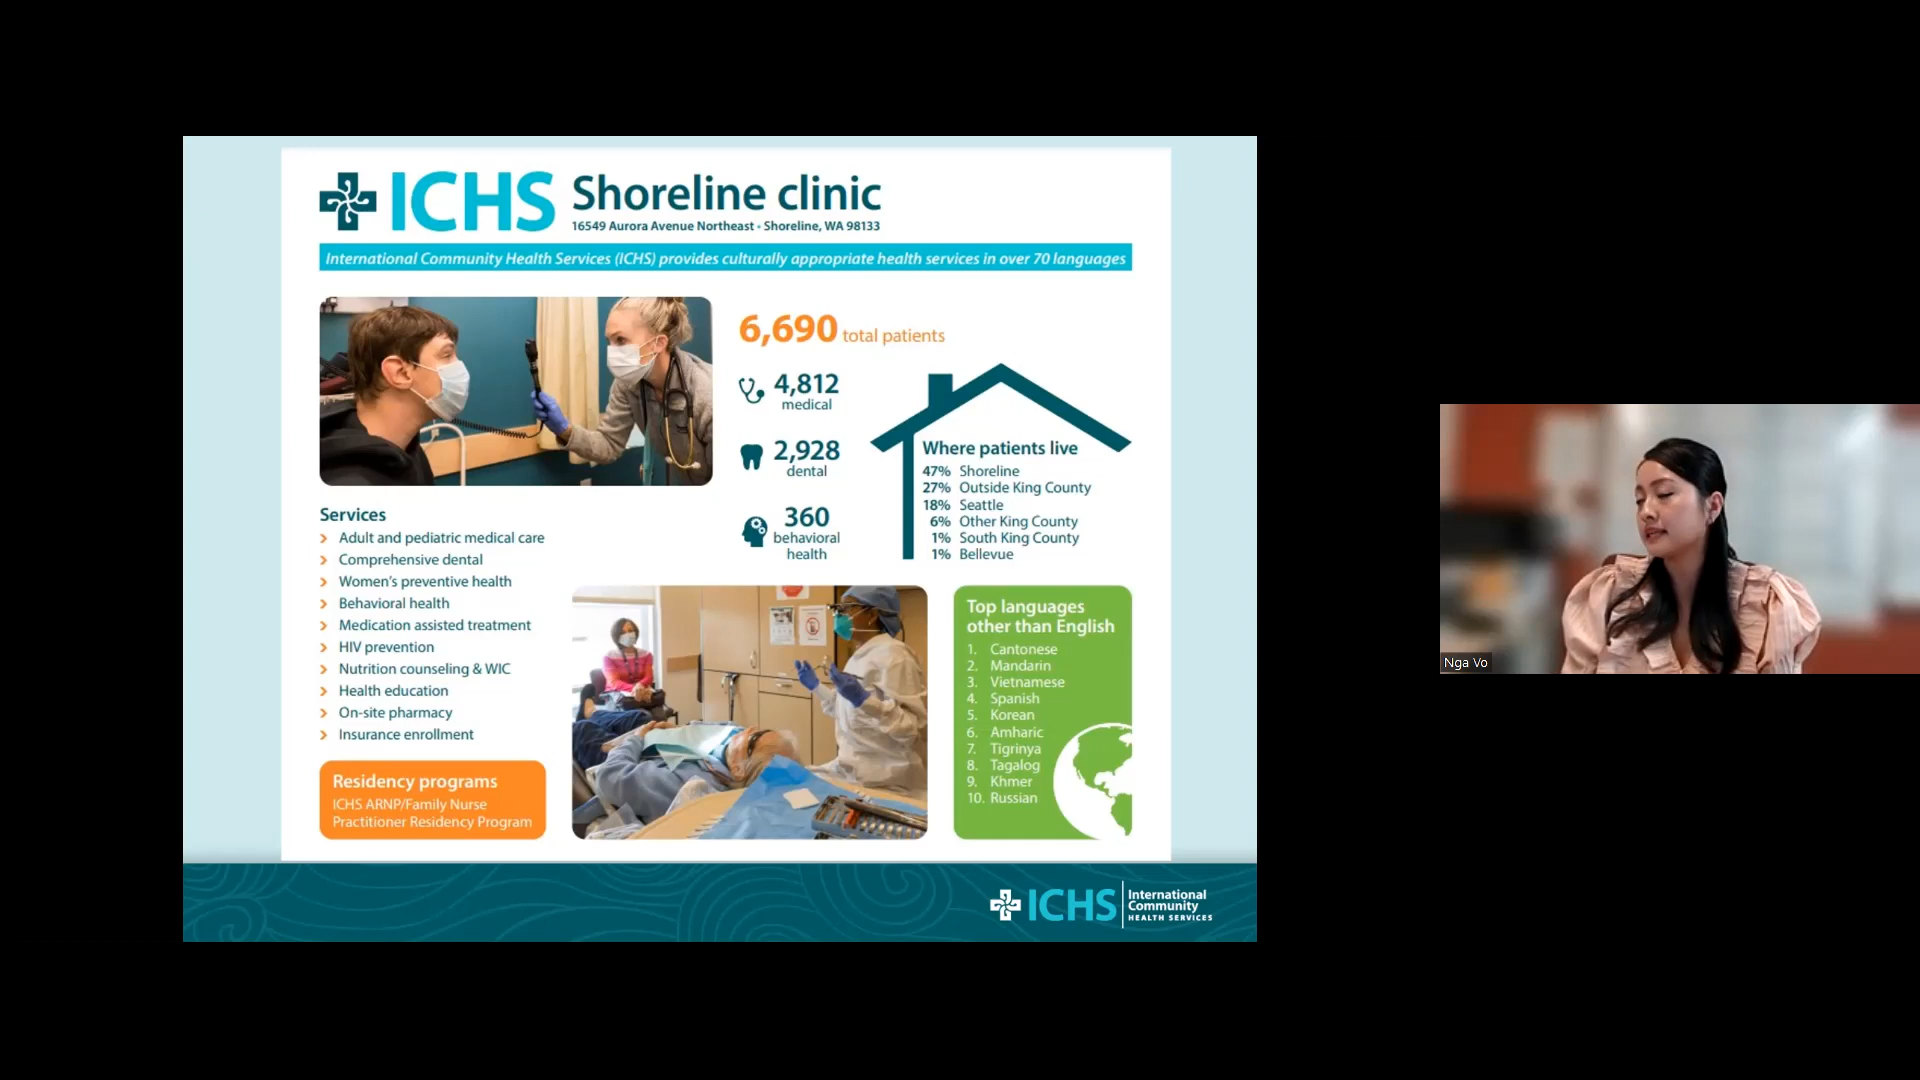 ICHS Shoreline clinic
16549 Aurora Avenue Northeast • Shoreline, WA 98133
International Community Health Services (ICHS) provides culturally appropriate health services in over 70 languages
6,690 total patients
4,812
medical
2,928
dental
360
behavioral
health
Where patients live
47% Shoreline
27% Outside King County
18% Seattle
6% Other King County
1% South King County
1% Bellevue
Services
Adult and pediatric medical care
Comprehensive dental
Women's preventive health
Behavioral health
Medication assisted treatment
HIV prevention
Nutrition counseling & WIC
Health education
On-site pharmacy
Insurance enrollment
Residency programs
ICHS ARNP/Family Nurse
Practitioner Residency Program
Top languages
other than English
1. Cantonese
2. Mandarin
3. Vietnamese
4. Spanish
5. Korean
6. Amharic
7. Tigrinya
8. Tagalog
9. Khmer
10. Russian
ICHS International
Community
HEALTH SERVICES
Nga Vo